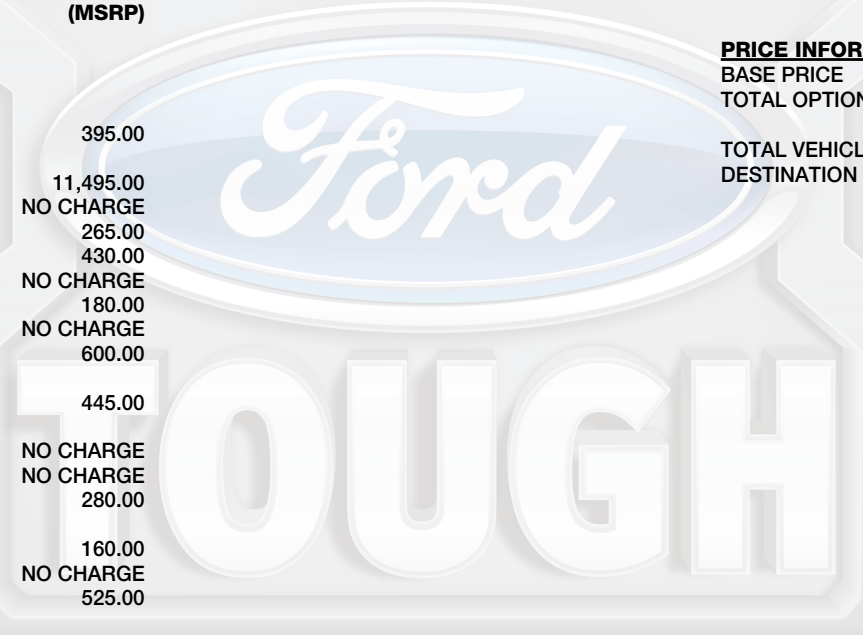 (MSRP)
PRICE INFOR
BASE PRICE
TOTAL OPTION
395.00
TOTAL VEHICL
11,495.00
DESTINATION
NO CHARGE
265.00
430.00
NO CHARGE
180.00
NO CHARGE
600.00
445.00
NO CHARGE
NO CHARGE
280.00
160.00
NO CHARGE
525.00
Ford
TOUGH